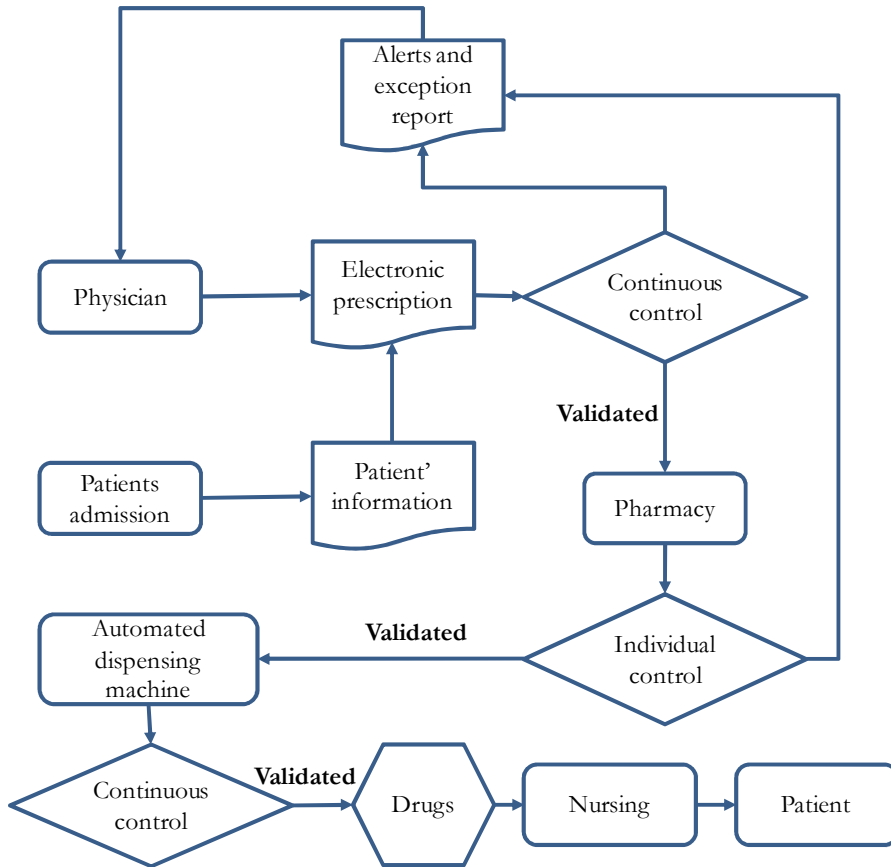 Alerts and
exception
report
Physician
Electronic
prescription
Continuous
control
Validated
Patients
admission
Patient’
information
Pharmacy
Automated
dispensing
machine
Validated
Individual
control
Continuous
control
Validated
Drugs
Nursing
Patient